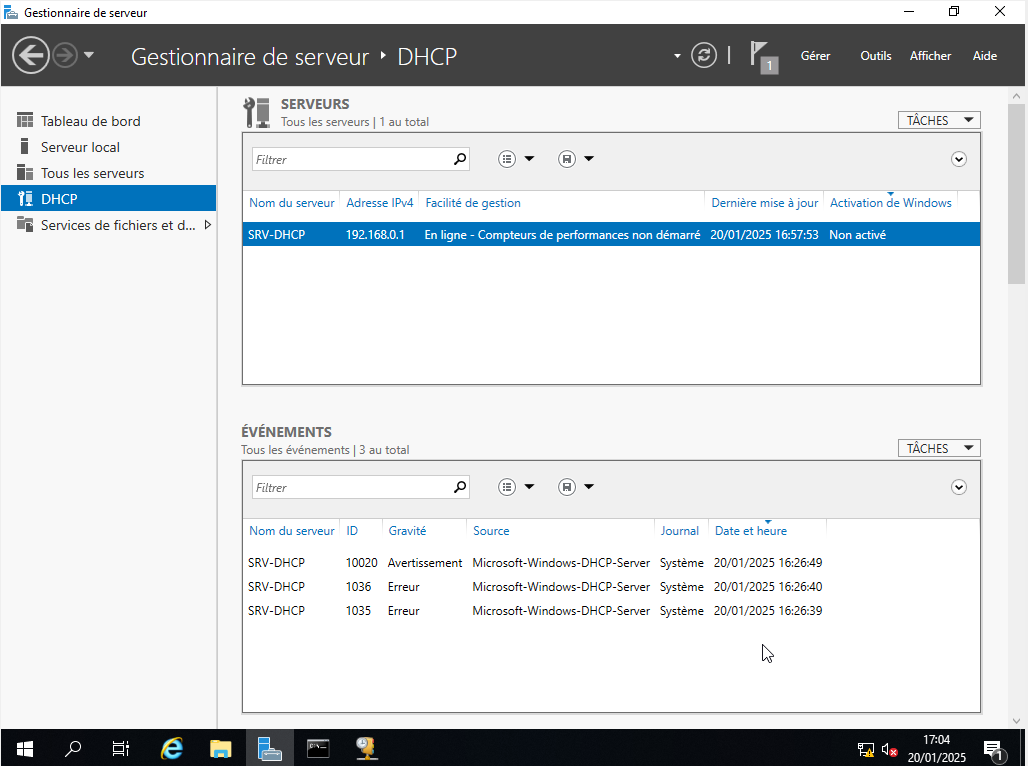 Gestionnaire de serveur
Gestionnaire de serveur ‣ DHCP
1
Gérer Outils Afficher Aide
Tableau de bord
Serveur local
Tous les serveurs
DHCP
Services de fichiers et d...
SERVEURS
Tous les serveurs | 1 au total
TÂCHES
Filtrer
Nom du serveur Adresse IPv4 Facilité de gestion Dernière mise à jour Activation de Windows
SRV-DHCP 192.168.0.1 En ligne - Compteurs de performances non démarré 20/01/2025 16:57:53 Non activé
ÉVÉNEMENTS
Tous les événements | 3 au total
TÂCHES
Filtrer
Nom du serveur ID Gravité Source Journal Date et heure
SRV-DHCP 10020 Avertissement Microsoft-Windows-DHCP-Server Système 20/01/2025 16:26:49
SRV-DHCP 1036 Erreur Microsoft-Windows-DHCP-Server Système 20/01/2025 16:26:40
SRV-DHCP 1035 Erreur Microsoft-Windows-DHCP-Server Système 20/01/2025 16:26:39
17:04
20/01/2025
1